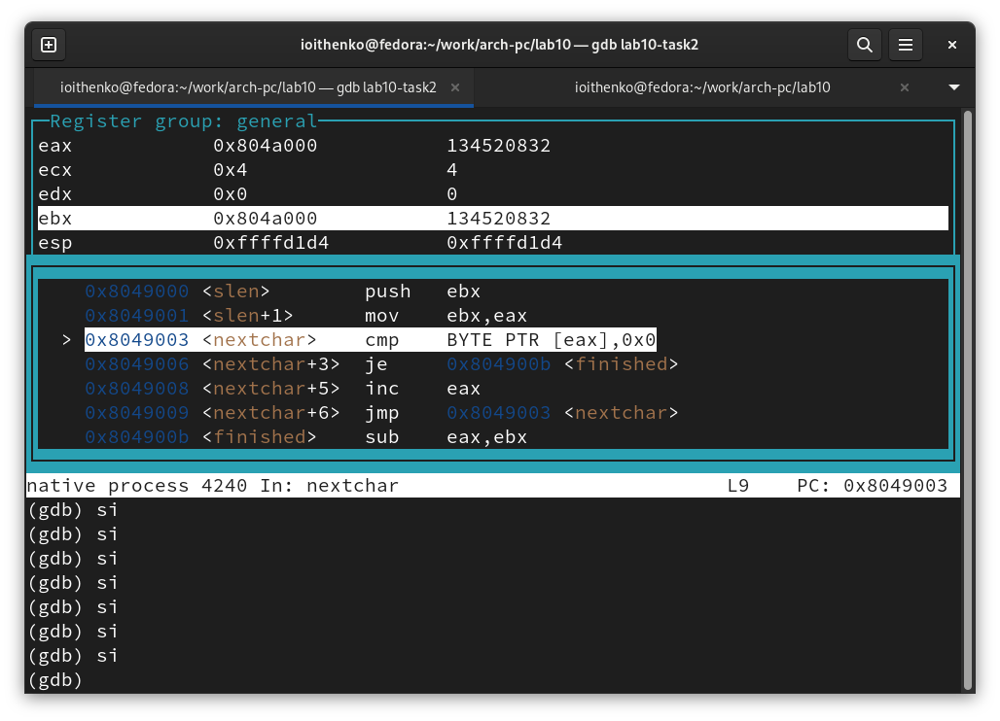 ioithenko@fedora:~/work/arch-pc/lab10 — gdb lab10-task2
ioithenko@fedora:~/work/arch-pc/lab10 — gdb lab10-task2 × ioithenko@fedora:~/work/arch-pc/lab10 ×
Register group: general
eax 0x804a000 134520832
ecx 0x4 4
edx 0x0 0
ebx 0x804a000 134520832
esp 0xffffd1d4 0xffffd1d4
0x8049000 <slen> push ebx
0x8049001 <slen+1> mov ebx,eax
> 0x8049003 <nextchar> cmp BYTE PTR [eax],0x0
0x8049006 <nextchar+3> je 0x804900b <finished>
0x8049008 <nextchar+5> inc eax
0x8049009 <nextchar+6> jmp 0x8049003 <nextchar>
0x804900b <finished> sub eax,ebx
native process 4240 In: nextchar L9 PC: 0x8049003
(gdb) si
(gdb) si
(gdb) si
(gdb) si
(gdb) si
(gdb) si
(gdb) si
(gdb)